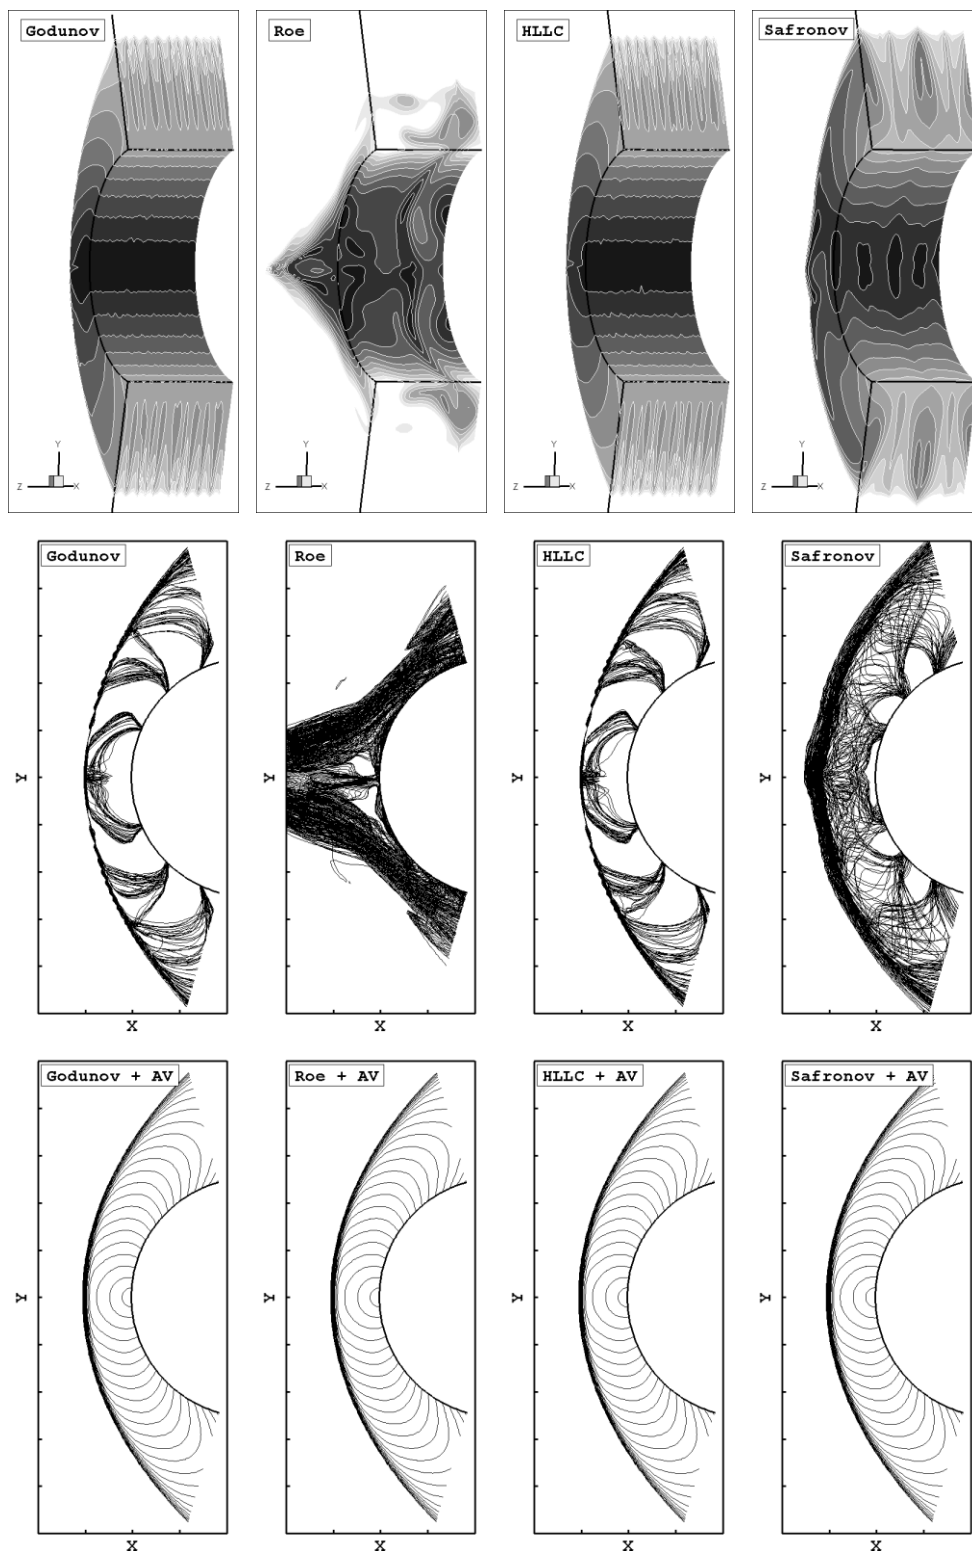 Godunov
Roe
HLLC
Safronov
Y
Z
X
Y
Z
X
Y
Z
X
Y
Z
X
Godunov
Roe
HLLC
Safronov
Y
Y
Y
Y
X
X
X
X
Godunov + AV
Roe + AV
HLLC + AV
Safronov + AV
Y
Y
Y
Y
X
X
X
X